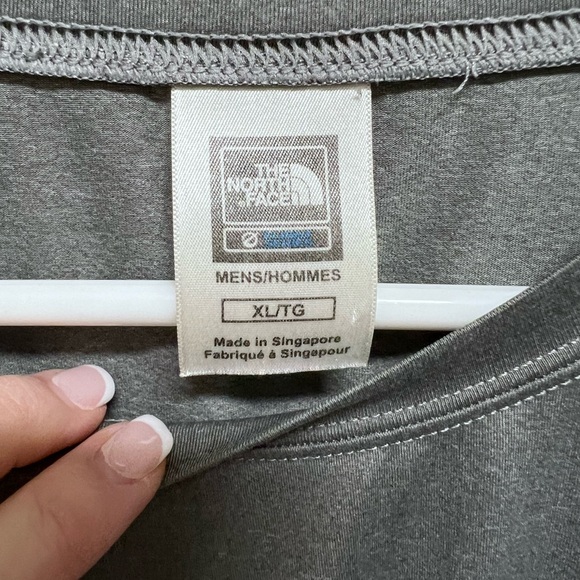 THE
NORTH
FACE
MENS/HOMMES
XL/TG
Made in Singapore
Fabriqué à Singapour